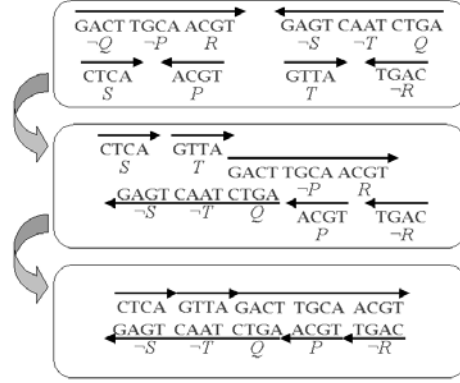 GACT TGCA ACGT GAGT CAAT CTGA
¬Q ¬P R ¬S ¬T Q
CTCA ACGT GTTA TGAC
S P T ¬R
CTCA GTTA
S T
GACT TGCA ACGT
¬P R
GAGT CAAT CTGA
¬S ¬T Q
ACGT TGAC
P ¬R
CTCA GTTA GACT TGCA ACGT
GAGT CAAT CTGA ACGT TGAC
¬S ¬T Q P ¬R